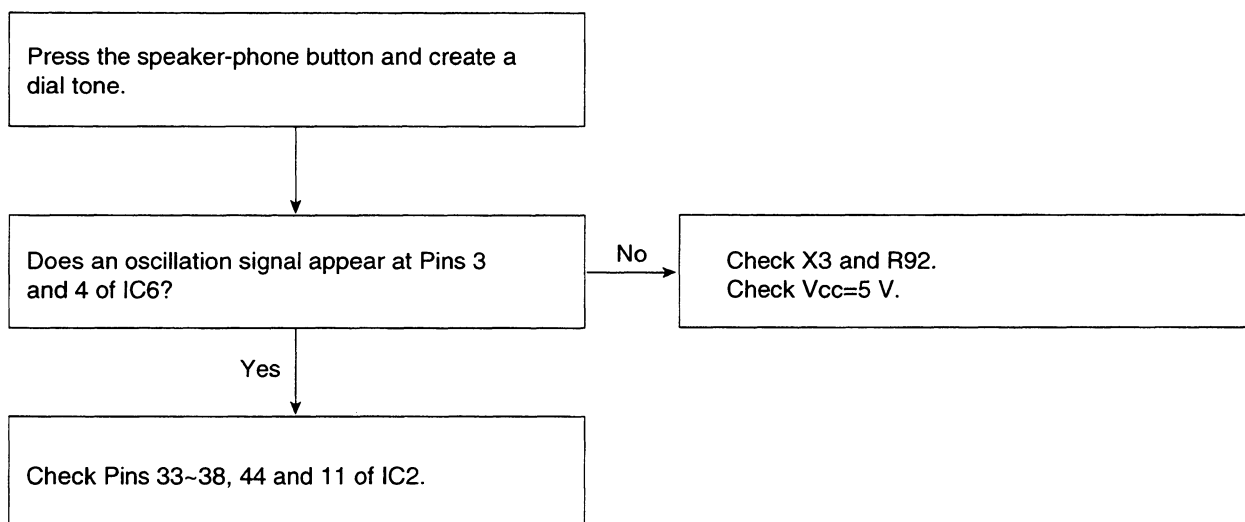 Press the speaker-phone button and create a
dial tone.
Does an oscillation signal appear at Pins 3
and 4 of IC6?
No
Check X3 and R92.
Check Vcc=5 V.
Yes
Check Pins 33~38, 44 and 11 of IC2.